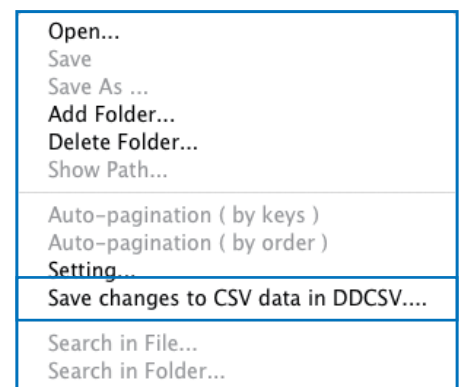 Open...
Save
Save As ...
Add Folder...
Delete Folder...
Show Path...
Auto-pagination ( by keys )
Auto-pagination ( by order )
Setting...
Save changes to CSV data in DDCSV....
Search in File...
Search in Folder...